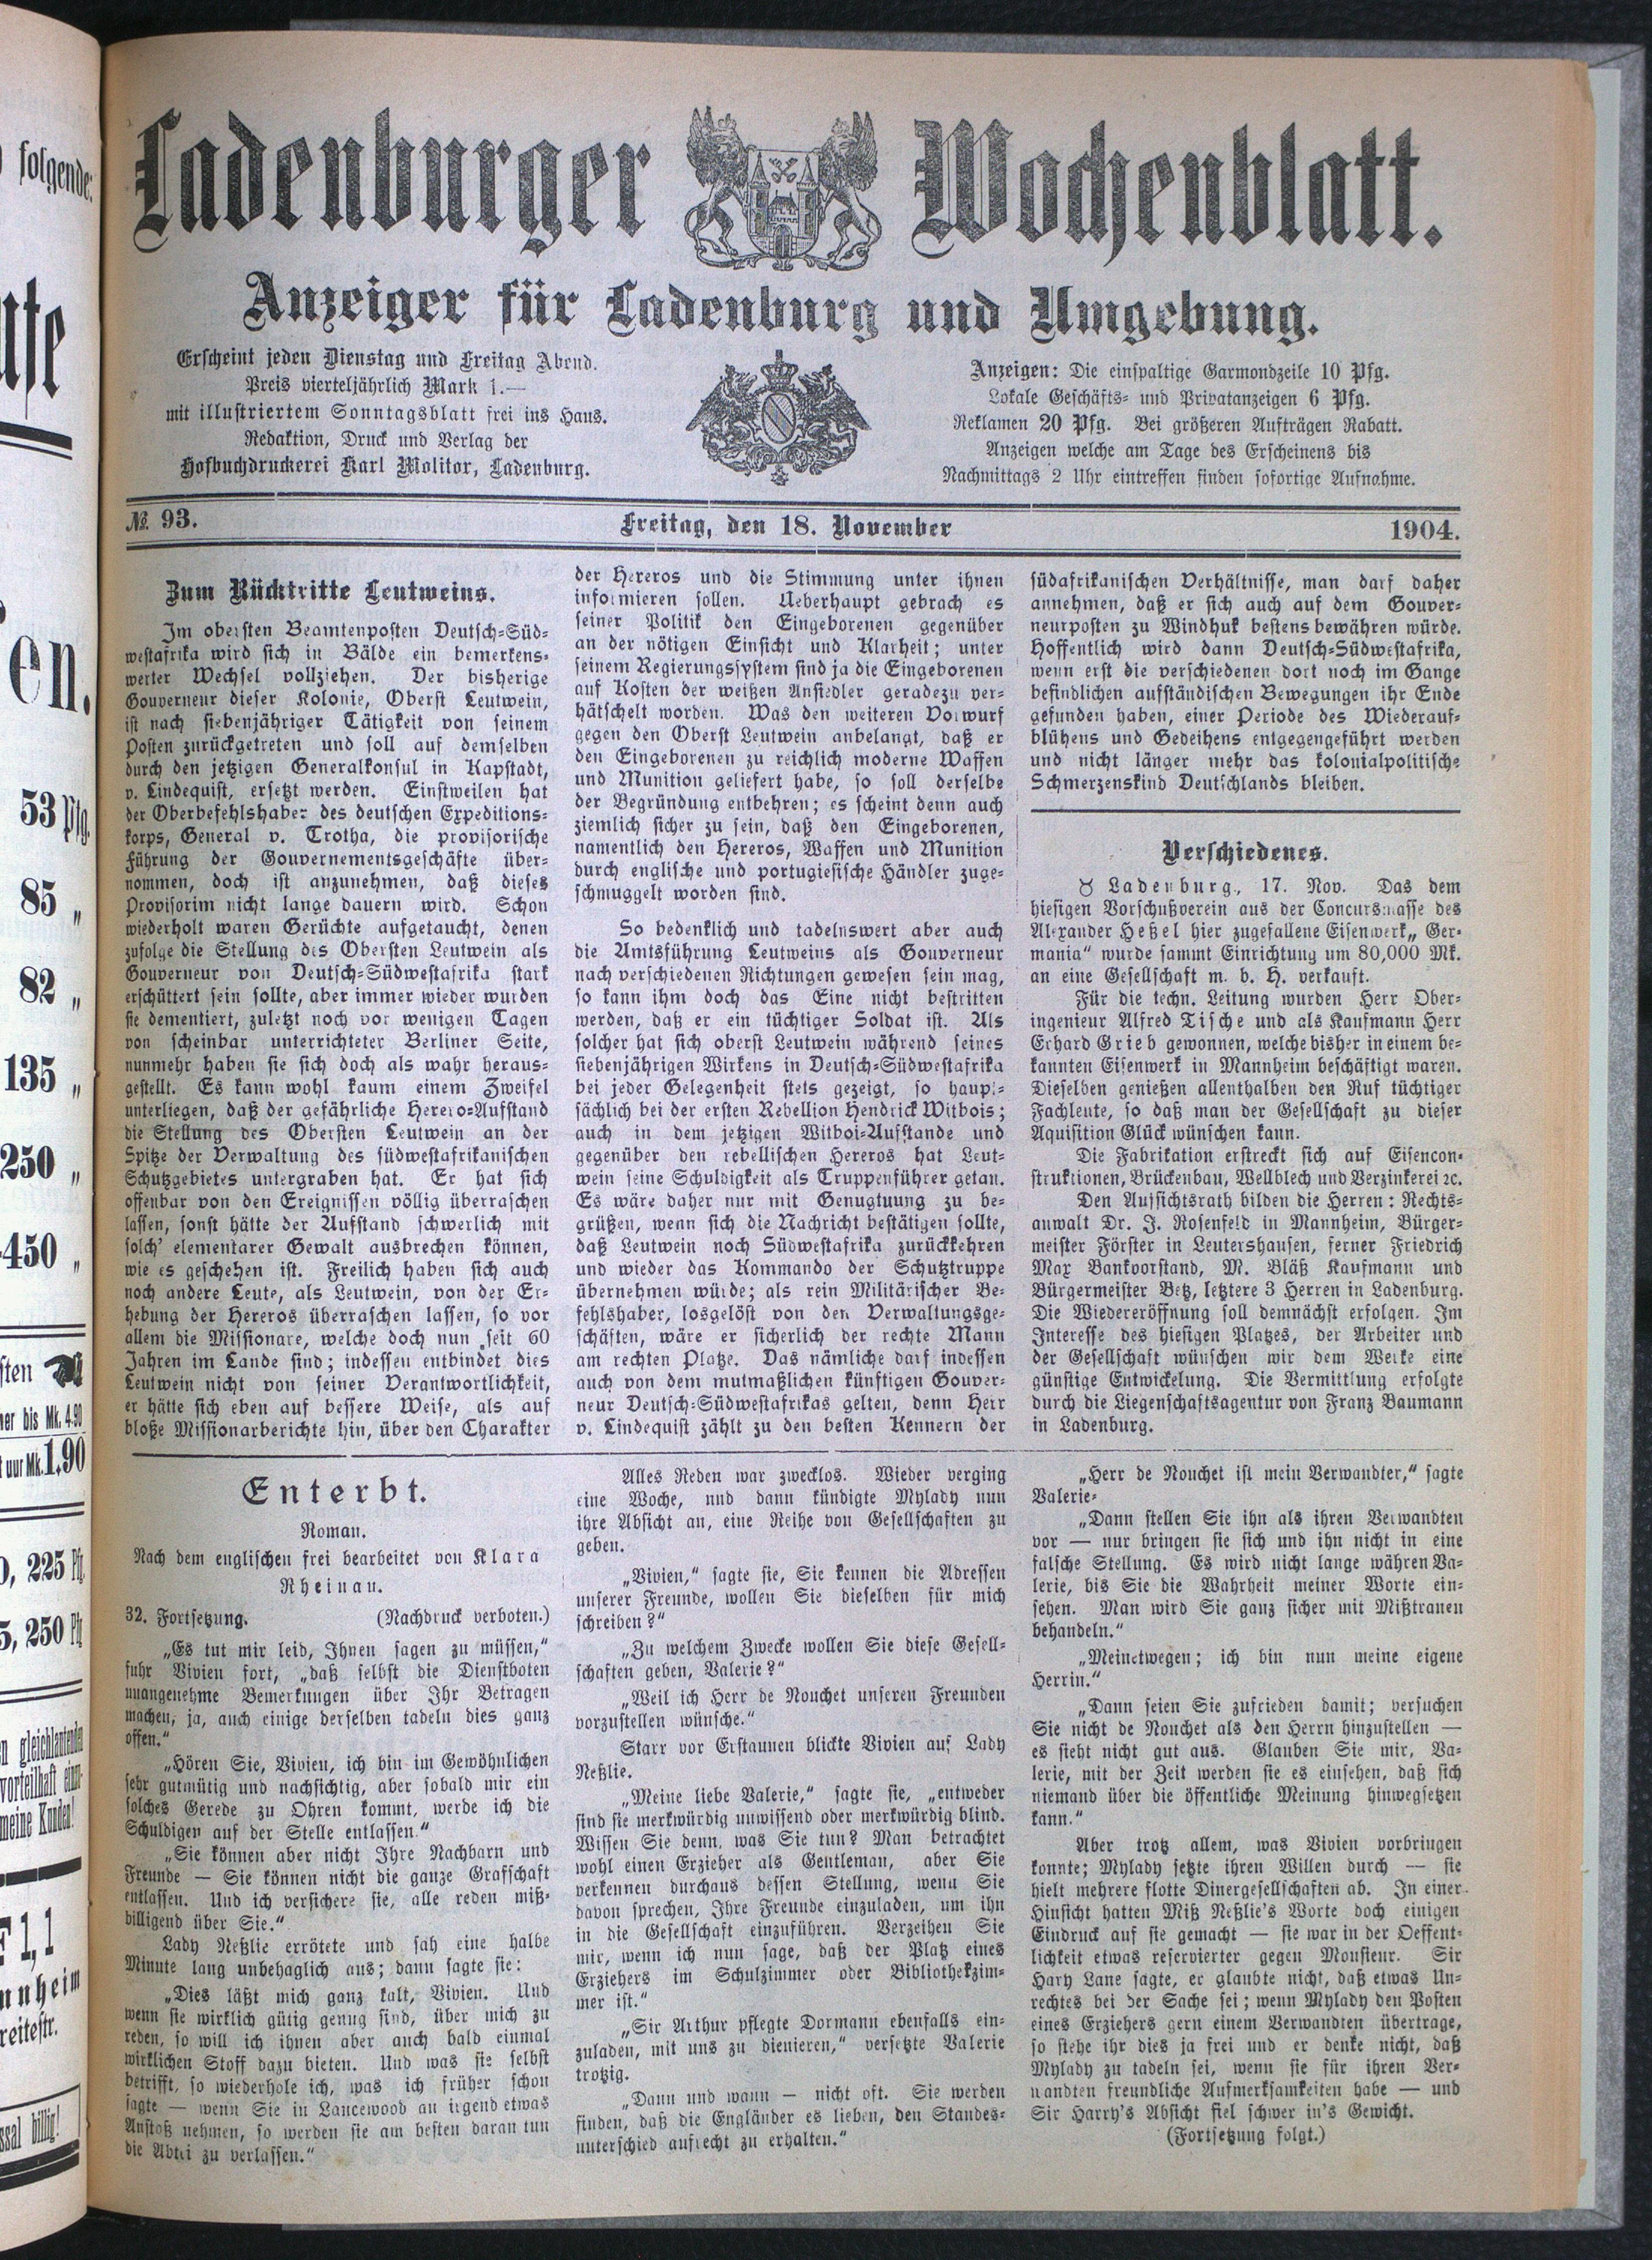 Ladenburger Wochenblatt.
Anzeiger für Ladenburg und Umgebung.
Erscheint jeden Dienstag und Freitag Abend.
Preis vierteljährlich Mark 1.—
mit illustriertem Sonntagsblatt frei ins Haus.
Redaktion, Druck und Verlag der
Hofbuchdruckerei Karl Molitor, Ladenburg.
Anzeigen: Die einspaltige Garmondzeile 10 Pfg.
Lokale Geschäfts- und Privatanzeigen 6 Pfg.
Reklamen 20 Pfg. Bei größeren Aufträgen Rabatt.
Anzeigen welche am Tage des Erscheinens bis
Nachmittags 2 Uhr eintreffen finden sofortige Aufnahme.
№ 93.
Freitag, den 18. November
1904.
Zum Rücktritte Leutweins.
Im obersten Beamtenposten Deutsch-Süd-
westafrika wird sich in Bälde ein bemerkens-
werter Wechsel vollziehen. Der bisherige
Gouverneur dieser Kolonie, Oberst Leutwein,
ist nach siebenjähriger Tätigkeit von seinem
Posten zurückgetreten und soll auf demselben
durch den jetzigen Generalkonsul in Kapstadt,
v. Lindequist, ersetzt werden. Einstweilen hat
der Oberbefehlshaber des deutschen Expeditions-
korps, General v. Trotha, die provisorische
Führung der Gouvernementsgeschäfte über-
nommen, doch ist anzunehmen, daß dieses
Provisorim nicht lange dauern wird. Schon
wiederholt waren Gerüchte aufgetaucht, denen
zufolge die Stellung des Obersten Leutwein als
Gouverneur von Deutsch-Südwestafrika stark
erschüttert sein sollte, aber immer wieder wurden
sie dementiert, zuletzt noch vor wenigen Tagen
von scheinbar unterrichteter Berliner Seite,
nunmehr haben sie sich doch als wahr heraus-
gestellt. Es kann wohl kaum einem Zweifel
unterliegen, daß der gefährliche Herero-Aufstand
die Stellung des Obersten Leutwein an der
Spitze der Verwaltung des südwestafrikanischen
Schutzgebietes untergraben hat. Er hat sich
offenbar von den Ereignissen völlig überraschen
lassen, sonst hätte der Aufstand schwerlich mit
solch' elementarer Gewalt ausbrechen können,
wie es geschehen ist. Freilich haben sich auch
noch andere Leute, als Leutwein, von der Er-
hebung der Hereros überraschen lassen, so vor
allem die Missionare, welche doch nun seit 60
Jahren im Lande sind; indessen entbindet dies
Leutwein nicht von seiner Verantwortlichkeit,
er hätte sich eben auf bessere Weise, als auf
bloße Missionarberichte hin, über den Charakter
der Hereros und die Stimmung unter ihnen
informieren sollen. Ueberhaupt gebrach es
seiner Politik den Eingeborenen gegenüber
an der nötigen Einsicht und Klarheit; unter
seinem Regierungssystem sind ja die Eingeborenen
auf Kosten der weißen Ansiedler geradezu ver-
hätschelt worden. Was den weiteren Vorwurf
gegen den Oberst Leutwein anbelangt, daß er
den Eingeborenen zu reichlich moderne Waffen
und Munition geliefert habe, so soll derselbe
der Begründung entbehren; es scheint denn auch
ziemlich sicher zu sein, daß den Eingeborenen,
namentlich den Hereros, Waffen und Munition
durch englische und portugiesische Händler zuge-
schmuggelt worden sind.
So bedenklich und tadelnswert aber auch
die Amtsführung Leutweins als Gouverneur
nach verschiedenen Richtungen gewesen sein mag,
so kann ihm doch das Eine nicht bestritten
werden, daß er ein tüchtiger Soldat ist. Als
solcher hat sich oberst Leutwein während seines
siebenjährigen Wirkens in Deutsch-Südwestafrika
bei jeder Gelegenheit stets gezeigt, so haupt-
sächlich bei der ersten Rebellion Hendrick Witbois;
auch in dem jetzigen Witboi-Aufstande und
gegenüber den rebellischen Hereros hat Leut-
wein seine Schuldigkeit als Truppenführer getan.
Es wäre daher nur mit Genugtuung zu be-
grüßen, wenn sich die Nachricht bestätigen sollte,
daß Leutwein noch Südwestafrika zurückkehren
und wieder das Kommando der Schutztruppe
übernehmen würde; als rein Militärischer Be-
fehlshaber, losgelöst von den Verwaltungsge-
schäften, wäre er sicherlich der rechte Mann
am rechten Platze. Das nämliche darf indessen
auch von dem mutmaßlichen künftigen Gouver-
neur Deutsch-Südwestafrikas gelten, denn Herr
v. Lindequist zählt zu den besten Kennern der
südafrikanischen Verhältnisse, man darf daher
annehmen, daß er sich auch auf dem Gouver-
neurposten zu Windhuk bestens bewähren würde.
Hoffentlich wird dann Deutsch-Südwestafrika,
wenn erst die verschiedenen dort noch im Gange
befindlichen aufständischen Bewegungen ihr Ende
gefunden haben, einer Periode des Wiederauf-
blühens und Gedeihens entgegengeführt werden
und nicht länger mehr das kolonialpolitische
Schmerzenskind Deutschlands bleiben.
Verschiedenes.
♉ Ladenburg, 17. Nov. Das dem
hiesigen Vorschußverein aus der Concursmasse des
Alexander Heßel hier zugefallene Eisenwerk „Ger-
mania“ wurde sammt Einrichtung um 80,000 Mk.
an eine Gesellschaft m. b. H. verkauft.
Für die techn. Leitung wurden Herr Ober-
ingenieur Alfred Tische und als Kaufmann Herr
Erhard Grieb gewonnen, welche bisher in einem be-
kannten Eisenwerk in Mannheim beschäftigt waren.
Dieselben genießen allenthalben den Ruf tüchtiger
Fachleute, so daß man der Gesellschaft zu dieser
Aquisition Glück wünschen kann.
Die Fabrikation erstreckt sich auf Eisencon-
struktionen, Brückenbau, Wellblech und Verzinkerei ꝛc.
Den Aufsichtsrath bilden die Herren: Rechts-
anwalt Dr. J. Rosenfeld in Mannheim, Bürger-
meister Förster in Leutershausen, ferner Friedrich
Max Bankvorstand, M. Bläß Kaufmann und
Bürgermeister Betz, letztere 3 Herren in Ladenburg.
Die Wiedereröffnung soll demnächst erfolgen. Im
Interesse des hiesigen Platzes, der Arbeiter und
der Gesellschaft wünschen wir dem Werke eine
günstige Entwickelung. Die Vermittlung erfolgte
durch die Liegenschaftsagentur von Franz Baumann
in Ladenburg.
Enterbt.
Roman.
Nach dem englischen frei bearbeitet von Klara
Rheinau.
32. Fortsetzung. (Nachdruck verboten.)
„Es tut mir leid, Ihnen sagen zu müssen,“
fuhr Vivien fort, „daß selbst die Dienstboten
unangenehme Bemerkungen über Ihr Betragen
machen, ja, auch einige derselben tadeln dies ganz
offen.“
„Hören Sie, Vivien, ich bin im Gewöhnlichen
sehr gutmütig und nachsichtig, aber sobald mir ein
solches Gerede zu Ohren kommt, werde ich die
Schuldigen auf der Stelle entlassen.“
„Sie können aber nicht Ihre Nachbarn und
Freunde — Sie können nicht die ganze Grafschaft
entlassen. Und ich versichere sie, alle reden miß-
billigend über Sie.“
Lady Neßlie errötete und sah eine halbe
Minute lang unbehaglich aus; dann sagte sie:
„Dies läßt mich ganz kalt, Vivien. Und
wenn sie wirklich gütig genug sind, über mich zu
reden, so will ich ihnen aber auch bald einmal
wirklichen Stoff dazu bieten. Und was sie selbst
betrifft, so wiederhole ich, was ich früher schon
sagte — wenn Sie in Lancewood an irgend etwas
Anstoß nehmen, so werden sie am besten daran tun
die Abtei zu verlassen.“
Alles Reden war zwecklos. Wieder verging
eine Woche, nnd dann kündigte Mylady nun
ihre Absicht an, eine Reihe von Gesellschaften zu
geben.
„Vivien,“ sagte sie, Sie kennen die Adressen
unserer Freunde, wollen Sie dieselben für mich
schreiben?“
„Zu welchem Zwecke wollen Sie diese Gesell-
schaften geben, Valerie?“
„Weil ich Herr de Nouchet unseren Freunden
vorzustellen wünsche.“
Starr vor Erstaunen blickte Vivien auf Lady
Neßlie.
„Meine liebe Valerie,“ sagte sie, „entweder
sind sie merkwürdig unwissend oder merkwürdig blind.
Wissen Sie denn, was Sie tun? Man betrachtet
wohl einen Erzieher als Gentleman, aber Sie
verkennen durchaus dessen Stellung, wenn Sie
davon sprechen, Ihre Freunde einzuladen, um ihn
in die Gesellschaft einzuführen. Verzeihen Sie
mir, wenn ich nun sage, daß der Platz eines
Erziehers im Schulzimmer oder Bibliothekzim-
mer ist.“
„Sir Arthur pflegte Dormann ebenfalls ein-
zuladen, mit uns zu dienieren,“ versetzte Valerie
trotzig.
„Dann und wann — nicht oft. Sie werden
finden, daß die Engländer es lieben, den Standes-
unterschied aufrecht zu erhalten.“
„Herr de Nouchet ist mein Verwandter,“ sagte
Valerie-
„Dann stellen Sie ihn als ihren Verwandten
vor — nur bringen sie sich und ihn nicht in eine
falsche Stellung. Es wird nicht lange währen Va-
lerie, bis Sie die Wahrheit meiner Worte ein-
sehen. Man wird Sie ganz sicher mit Mißtrauen
behandeln.“
„Meinetwegen; ich bin nun meine eigene
Herrin.“
„Dann seien Sie zufrieden damit; versuchen
Sie nicht de Nouchet als den Herrn hinzustellen —
es sieht nicht gut aus. Glauben Sie mir, Va-
lerie, mit der Zeit werden sie es einsehen, daß sich
niemand über die öffentliche Meinung hinwegsetzen
kann.“
Aber trotz allem, was Vivien vorbringen
konnte; Mylady setzte ihren Willen durch — sie
hielt mehrere flotte Dinergesellschaften ab. In einer
Hinsicht hatten Miß Neßlie's Worte doch einigen
Eindruck auf sie gemacht — sie war in der Oeffent-
lichkeit etwas reservierter gegen Monsieur. Sir
Hary Lane sagte, er glaubte nicht, daß etwas Un-
rechtes bei der Sache sei; wenn Mylady den Posten
eines Erziehers gern einem Verwandten übertrage,
so stehe ihr dies ja frei und er denke nicht, daß
Mylady zu tadeln sei, wenn sie für ihren Ver-
wandten freundliche Aufmerksamkeiten habe — und
Sir Harry's Absicht fiel schwer in's Gewicht.
(Fortsetzung folgt.)
folgende
en.
53 Pfg.
85 „
82 „
135 „
250 „
450 „
bis Mk. 4.90
nur Mk. 1.90
225
250
gleichlautenden
vorteilhaft
meine Kunden!
1,1
billig!